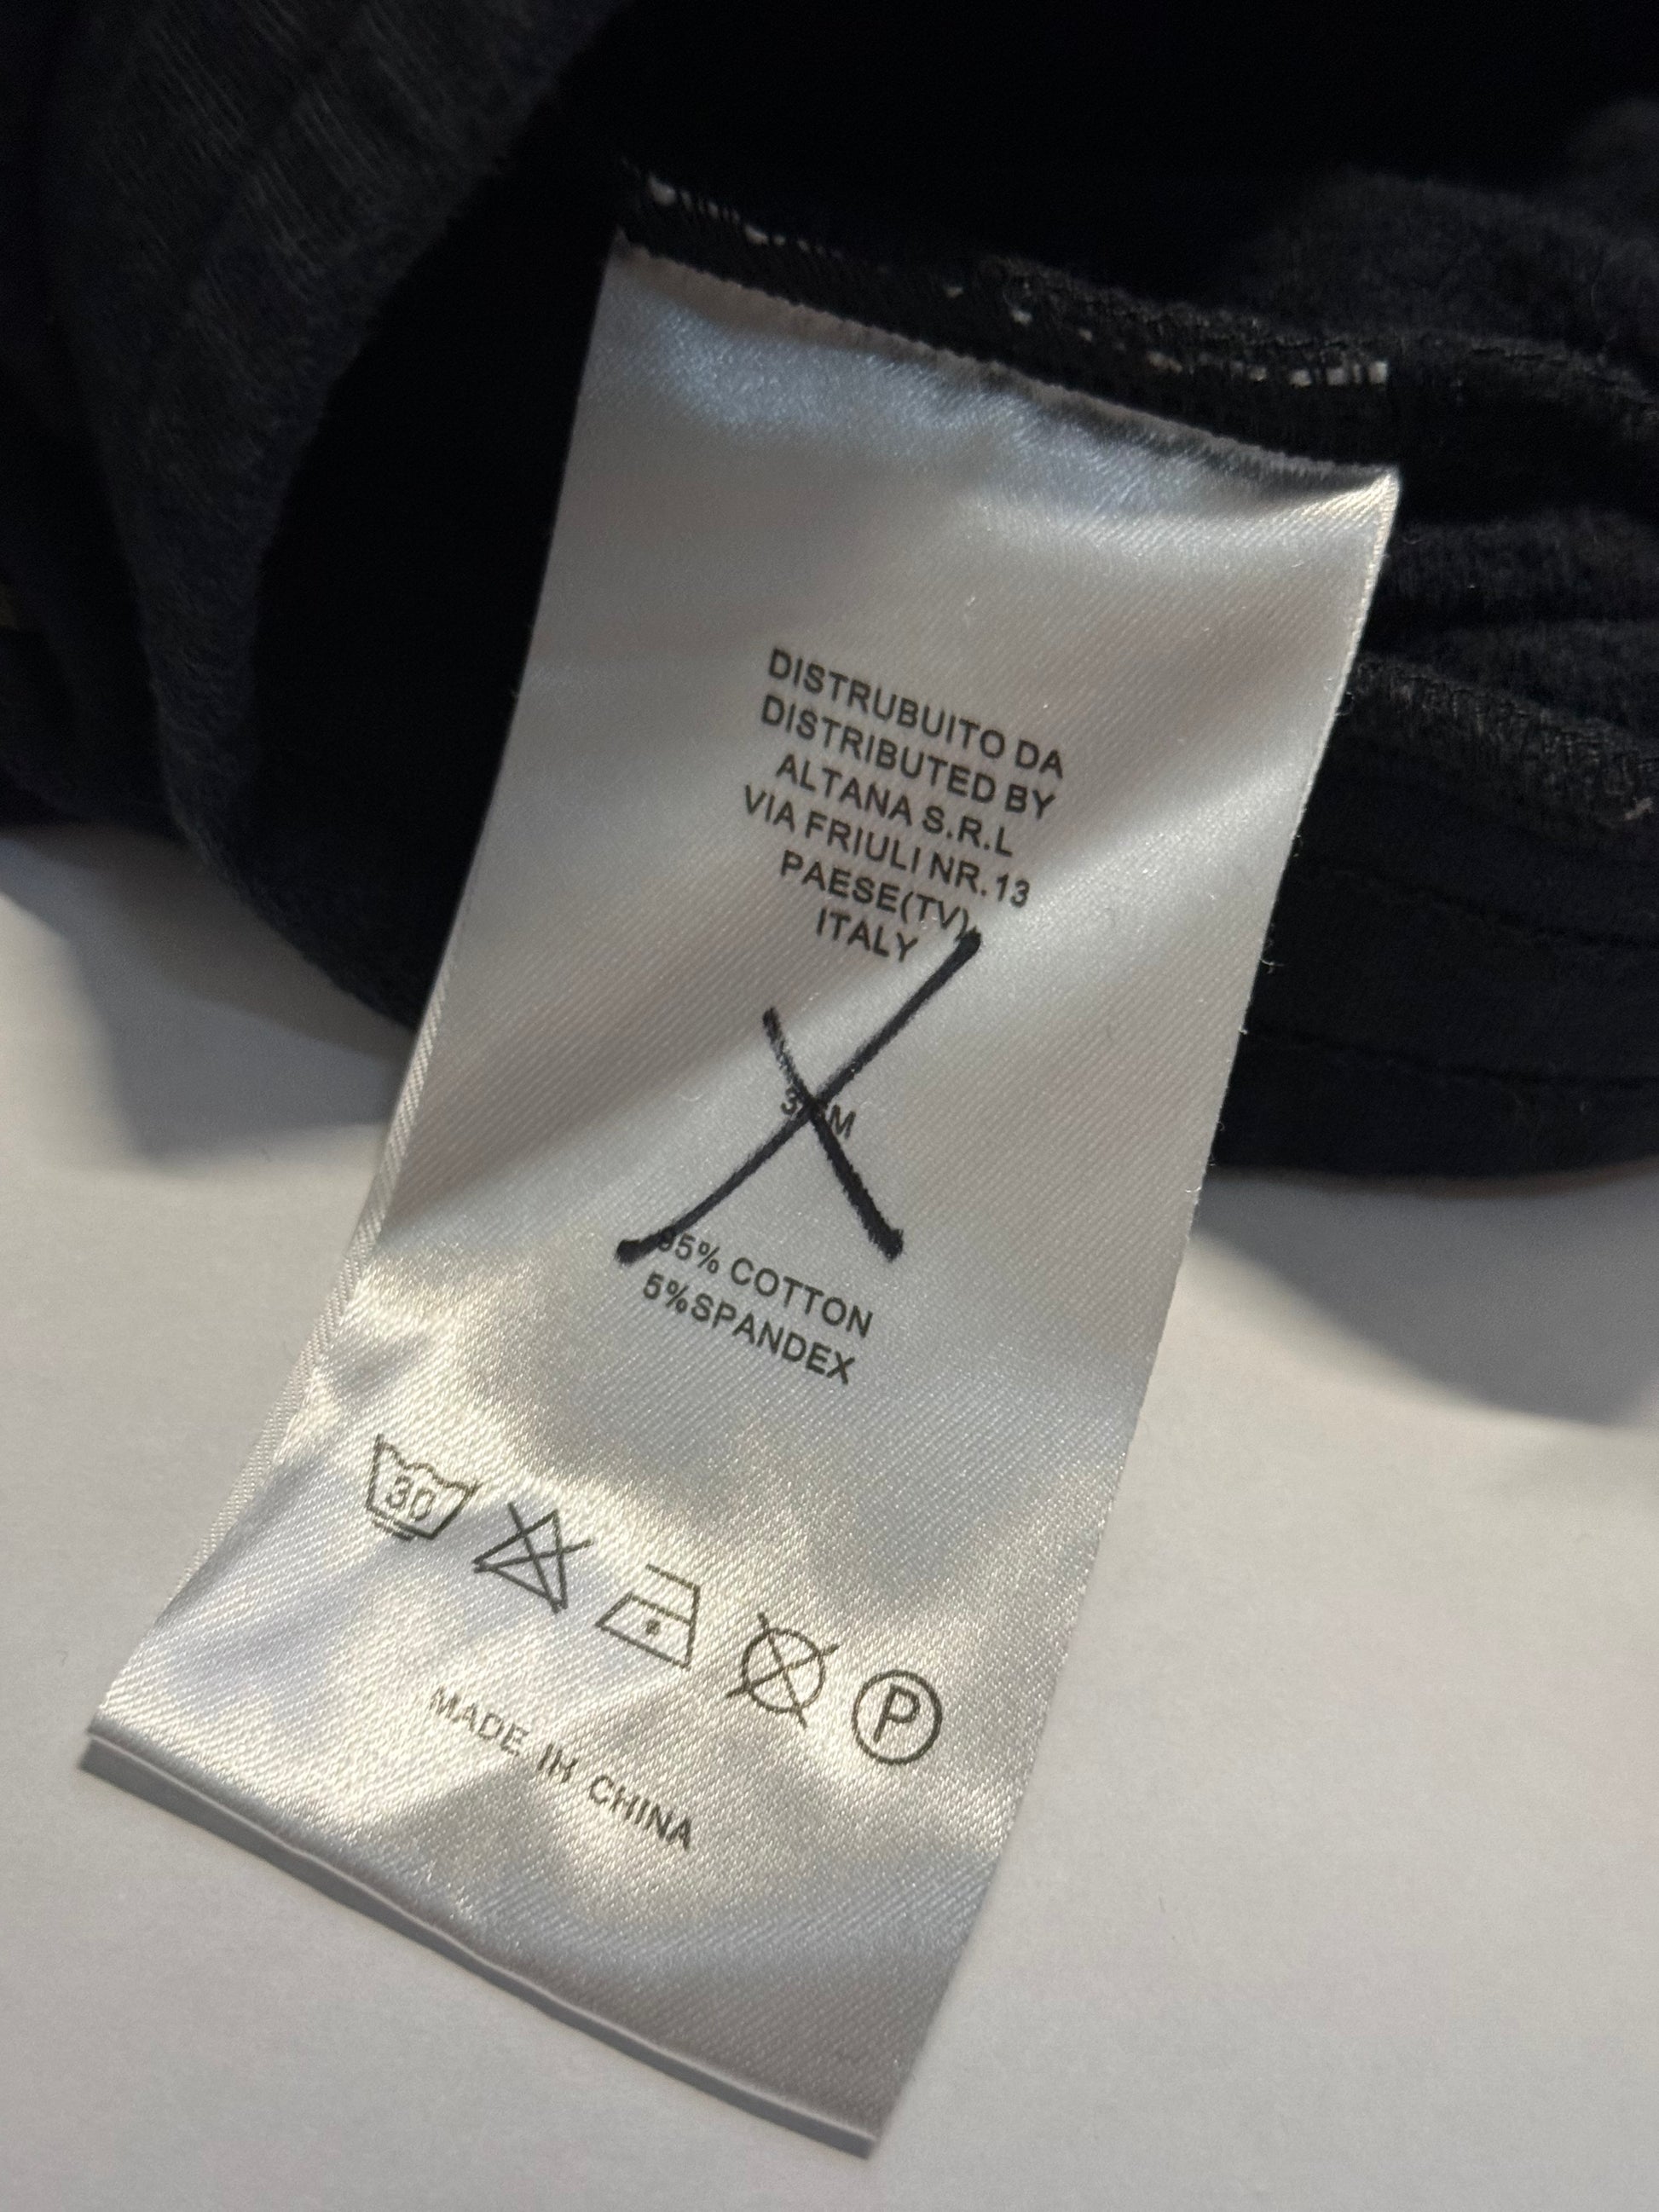 DISTRUBUITO DA
DISTRIBUTED BY
ALTANA S.R.L
VIA FRIULI NR.13
PAESE(TV),
ITALY
95% COTTON
5%SPANDEX
30
P
MADE IN CHINA